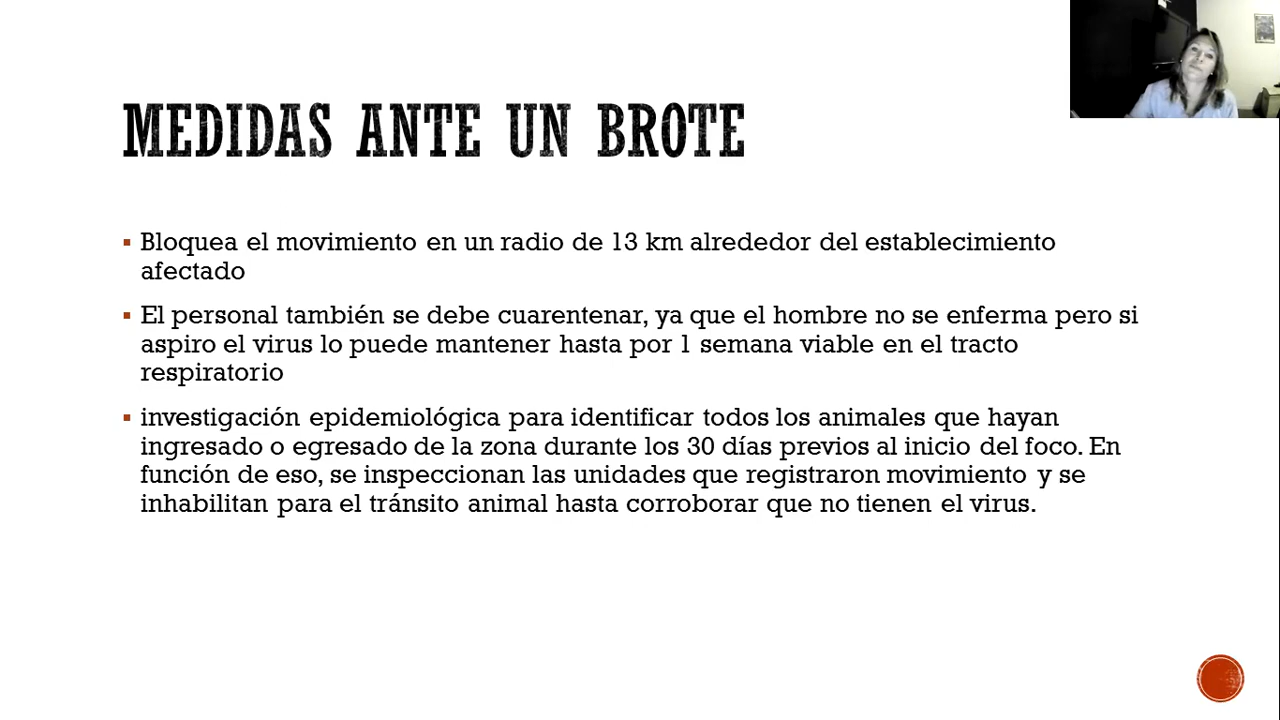 MEDIDAS ANTE UN BROTE
Bloquea el movimiento en un radio de 13 km alrededor del establecimiento
afectado
El personal también se debe cuarentenar, ya que el hombre no se enferma pero si
aspiro el virus lo puede mantener hasta por 1 semana viable en el tracto
respiratorio
investigación epidemiológica para identificar todos los animales que hayan
ingresado o egresado de la zona durante los 30 días previos al inicio del foco. En
función de eso, se inspeccionan las unidades que registraron movimiento y se
inhabilitan para el tránsito animal hasta corroborar que no tienen el virus.